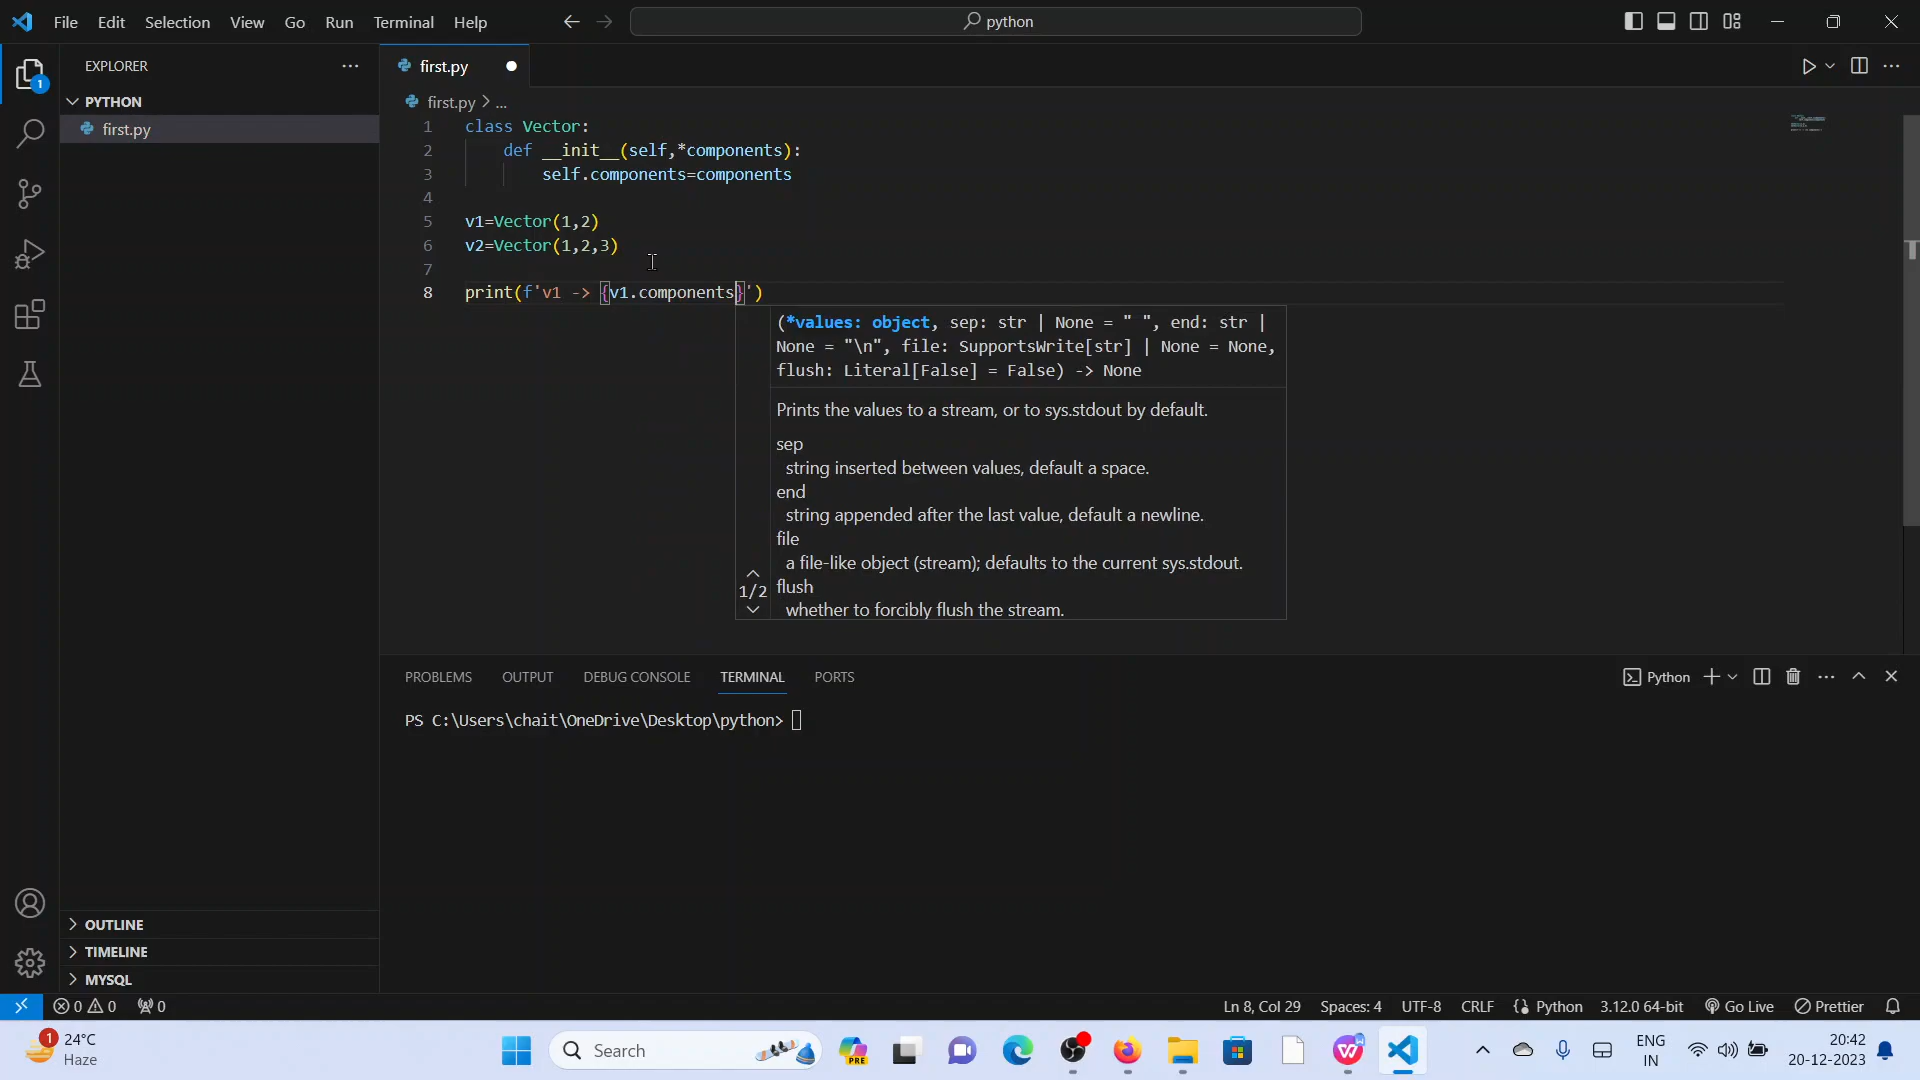 File Edit Selection View Go Run Terminal Help
python
EXPLORER
1
PYTHON
first.py
OUTLINE
TIMELINE
MYSQL
first.py
first.py > ...
1 class Vector:
2 def __init__(self,*components):
3 self.components=components
4
5 v1=Vector(1,2)
6 v2=Vector(1,2,3)
7
8 print(f'v1 -> {v1.components}')
(*values: object, sep: str | None = " ", end: str |
None = "\n", file: SupportsWrite[str] | None = None,
flush: Literal[False] = False) -> None
Prints the values to a stream, or to sys.stdout by default.
sep
string inserted between values, default a space.
end
string appended after the last value, default a newline.
file
a file-like object (stream); defaults to the current sys.stdout.
flush
whether to forcibly flush the stream.
1/2
PROBLEMS OUTPUT DEBUG CONSOLE TERMINAL PORTS
Python
PS C:\Users\chait\OneDrive\Desktop\python>
0 0 0
Ln 8, Col 29 Spaces: 4 UTF-8 CRLF Python 3.12.0 64-bit Go Live Prettier
1
24°C
Haze
Search
PRE
ENG
IN
20:42
20-12-2023